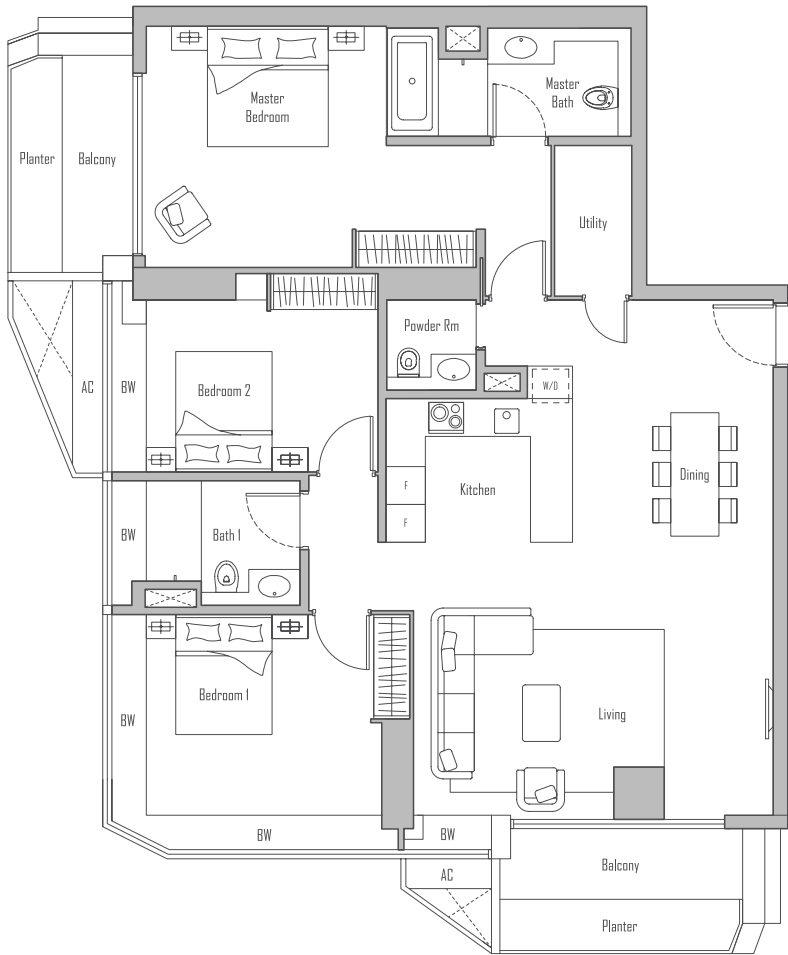 Master
Bedroom
Master
Bath
Planter
Balcony
Utility
Powder Rm
AC
BW
Bedroom 2
W/D
Dining
Kitchen
F
F
BW
Bath 1
Bedroom 1
BW
Living
BW
BW
AC
Balcony
Planter